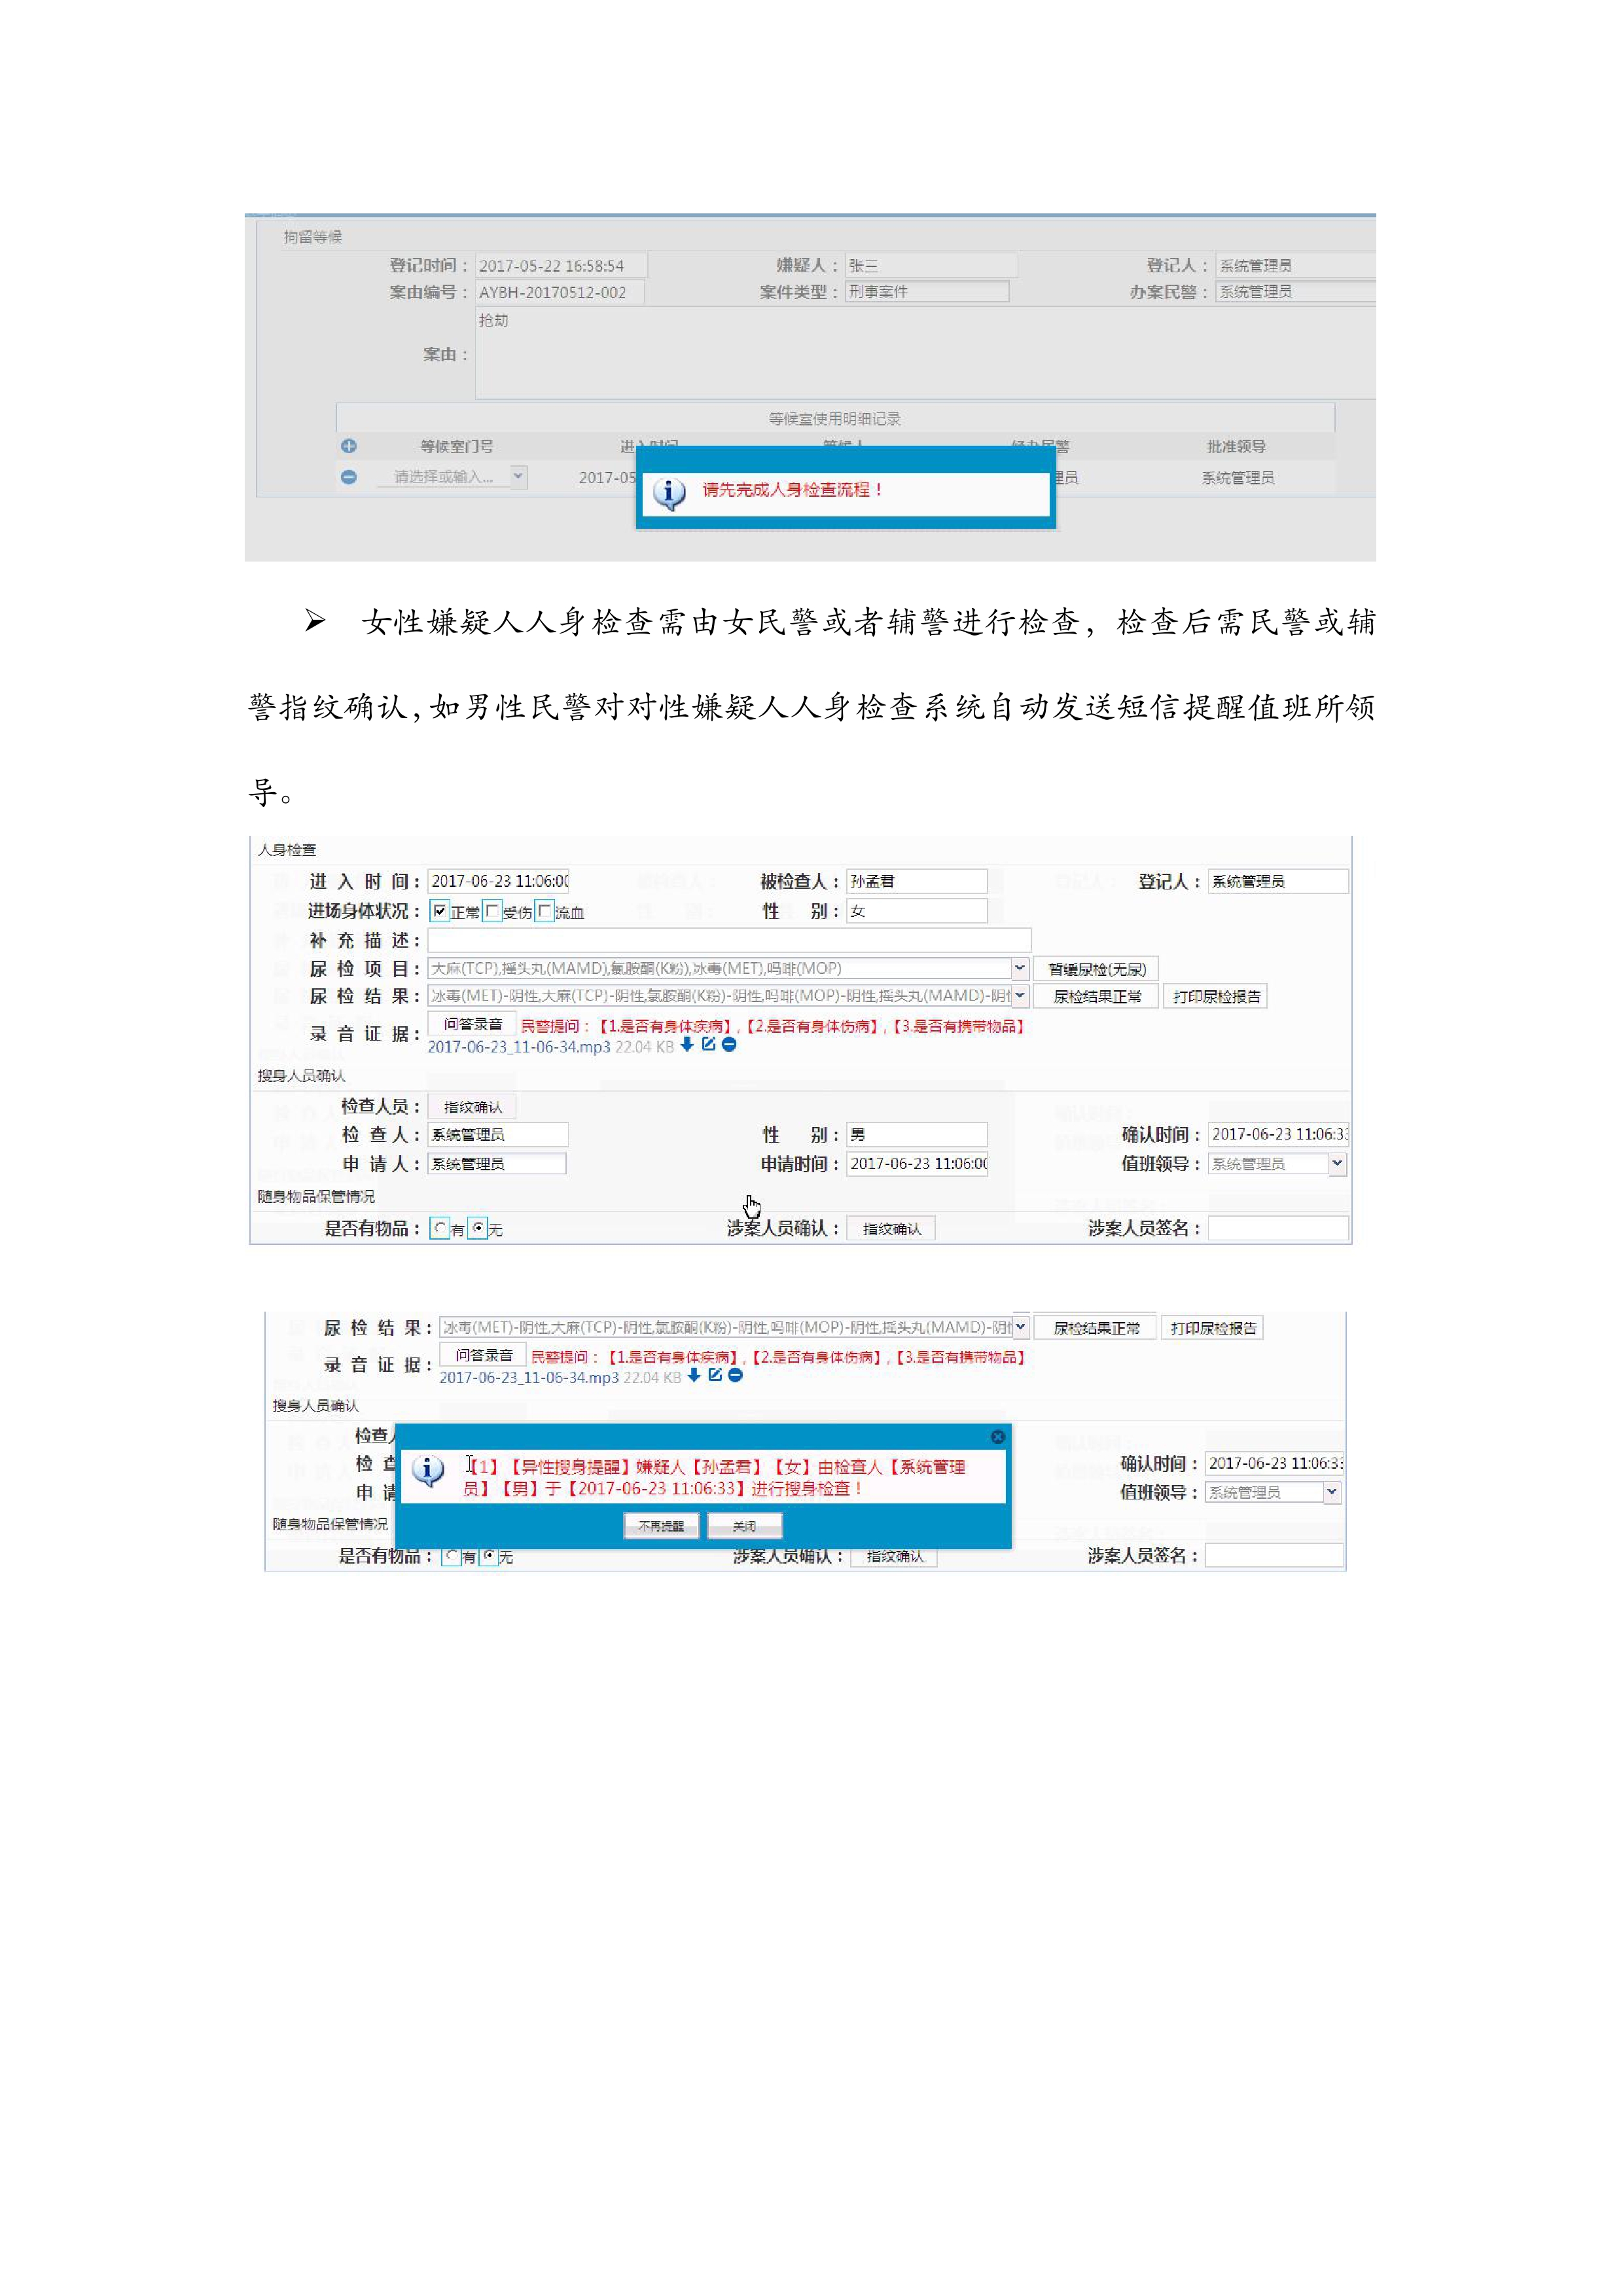 拘留等候
登记时间： 2017-05-22 16:58:54 嫌疑人： 张三 登记人： 系统管理员
案由编号： AYBH-20170512-002 案件类型： 刑事案件 办案民警： 系统管理员
抢劫
案由：
等候室使用明细记录
等候室门号 进入时间 等候人 经办民警 批准领导
请选择或输入... 2017-05 理员 系统管理员
请先完成人身检查流程！
➢ 女性嫌疑人人身检查需由女民警或者辅警进行检查，检查后需民警或辅
警指纹确认，如男性民警对对性嫌疑人人身检查系统自动发送短信提醒值班所领
导。
人身检查
进 入 时 间： 2017-06-23 11:06:00 被检查人： 孙孟君 登记人： 系统管理员
进场身体状况： 正常 受伤 流血 性 别： 女
补 充 描 述：
尿 检 项 目： 大麻(TCP),摇头丸(MAMD),氯胺酮(K粉),冰毒(MET),吗啡(MOP) 暂缓尿检(无尿)
尿 检 结 果： 冰毒(MET)-阴性,大麻(TCP)-阴性,氯胺酮(K粉)-阴性,吗啡(MOP)-阴性,摇头丸(MAMD)-阴性 尿检结果正常 打印尿检报告
录 音 证 据： 问答录音 民警提问：【1.是否有身体疾病】,【2.是否有身体伤病】,【3.是否有携带物品】
2017-06-23_11-06-34.mp3 22.04 KB
搜身人员确认
检查人员： 指纹确认
检 查 人： 系统管理员 性 别： 男 确认时间： 2017-06-23 11:06:33
申 请 人： 系统管理员 申请时间： 2017-06-23 11:06:00 值班领导： 系统管理员
随身物品保管情况
是否有物品： 有 无 涉案人员确认： 指纹确认 涉案人员签名：
尿 检 结 果： 冰毒(MET)-阴性,大麻(TCP)-阴性,氯胺酮(K粉)-阴性,吗啡(MOP)-阴性,摇头丸(MAMD)-阴性 尿检结果正常 打印尿检报告
录 音 证 据： 问答录音 民警提问：【1.是否有身体疾病】,【2.是否有身体伤病】,【3.是否有携带物品】
2017-06-23_11-06-34.mp3 22.04 KB
搜身人员确认
检查人
检 查 确认时间： 2017-06-23 11:06:33
申 请 值班领导： 系统管理员
【1】【异性搜身提醒】嫌疑人【孙孟君】【女】由检查人【系统管理
员】【男】于【2017-06-23 11:06:33】进行搜身检查！
不再提醒 关闭
随身物品保管情况
是否有物品： 有 无 涉案人员确认： 指纹确认 涉案人员签名：